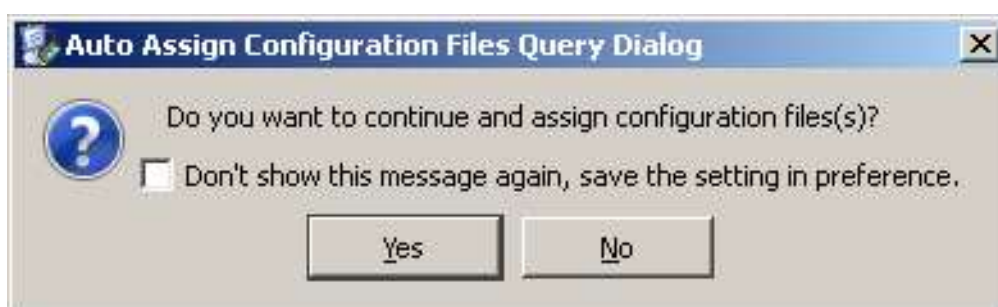 Auto Assign Configuration Files Query Dialog
Do you want to continue and assign configuration files(s)?
Don't show this message again, save the setting in preference.
Yes
No